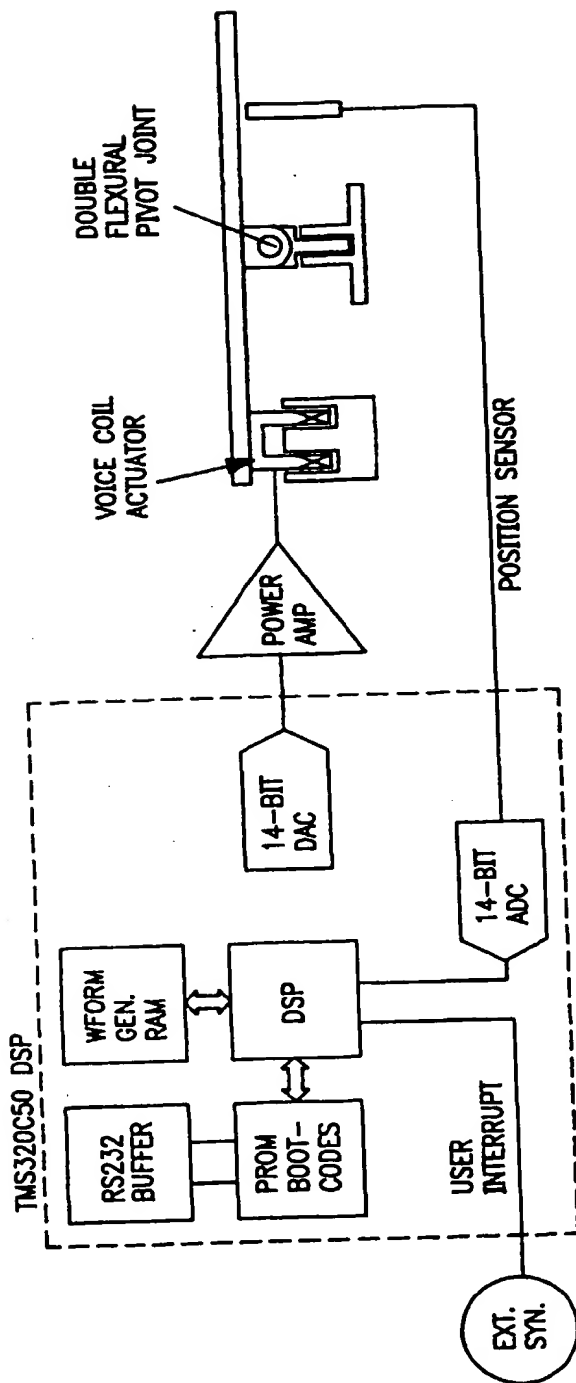 TMS320C50 DSP
RS232
BUFFER
WFORM
GEN.
RAM
PROM
BOOT-
CODES
DSP
14-BIT
DAC
14-BIT
ADC
USER
INTERRUPT
EXT.
SYN.
POWER
AMP
VOICE COIL
ACTUATOR
DOUBLE
FLEXURAL
PIVOT JOINT
POSITION SENSOR